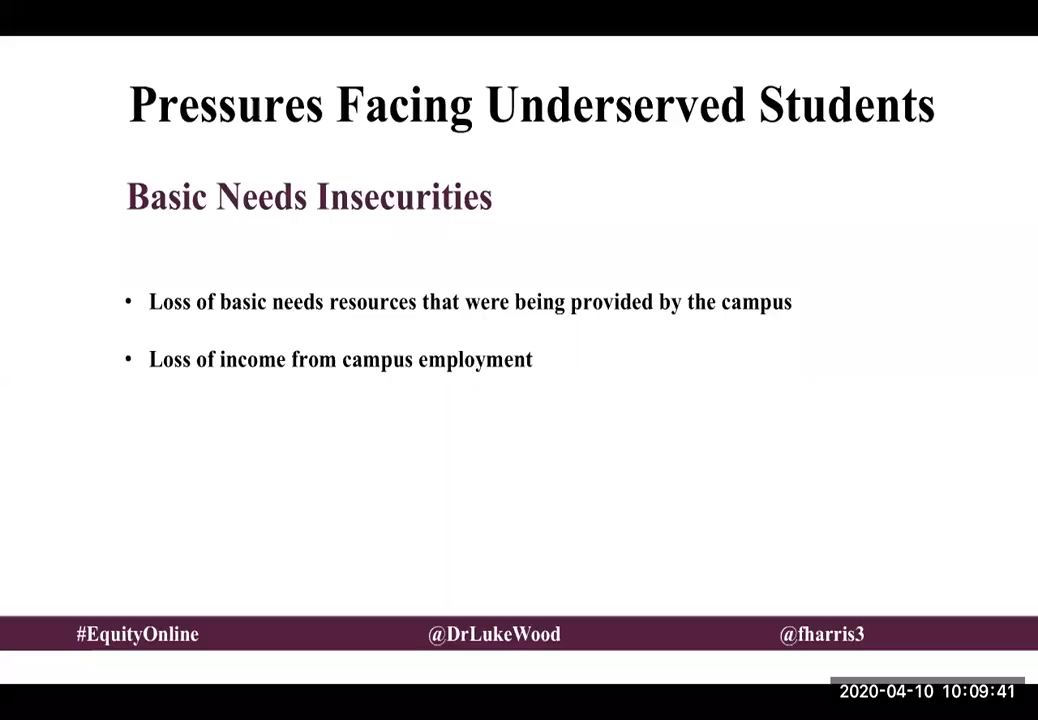 Pressures Facing Underserved Students
Basic Needs Insecurities
• Loss of basic needs resources that were being provided by the campus
• Loss of income from campus employment
#EquityOnline @DrLukeWood @fharris3
2020-04-10 10:09:41